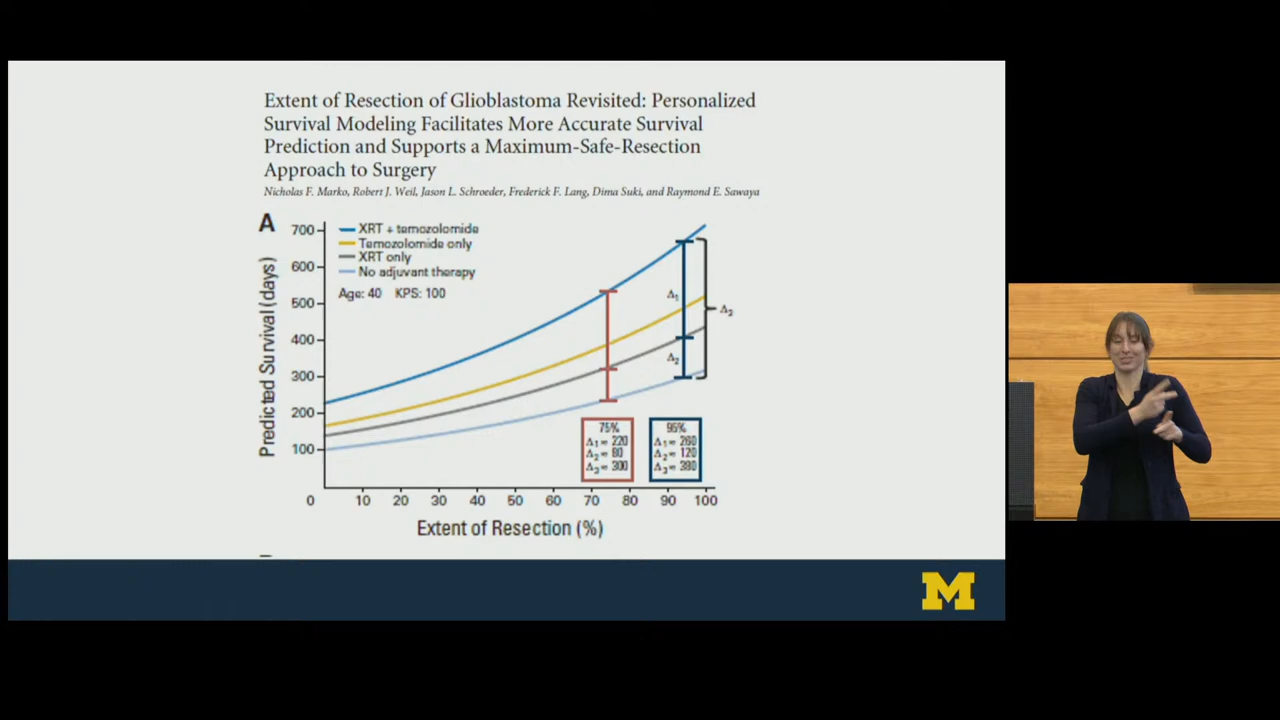 Extent of Resection of Glioblastoma Revisited: Personalized
Survival Modeling Facilitates More Accurate Survival
Prediction and Supports a Maximum-Safe-Resection
Approach to Surgery
Nicholas F. Marko, Robert J. Weil, Jason L. Schroeder, Frederick F. Lang, Dima Suki, and Raymond E. Sawaya
A
Predicted Survival (days)
700
600
500
400
300
200
100
0
XRT + temozolomide
Temozolomide only
XRT only
No adjuvant therapy
Age: 40 KPS: 100
Δ1
Δ2
Δ3
75%
Δ1 = 220
Δ2 = 80
Δ3 = 300
95%
Δ1 = 260
Δ2 = 120
Δ3 = 380
10 20 30 40 50 60 70 80 90 100
Extent of Resection (%)
M